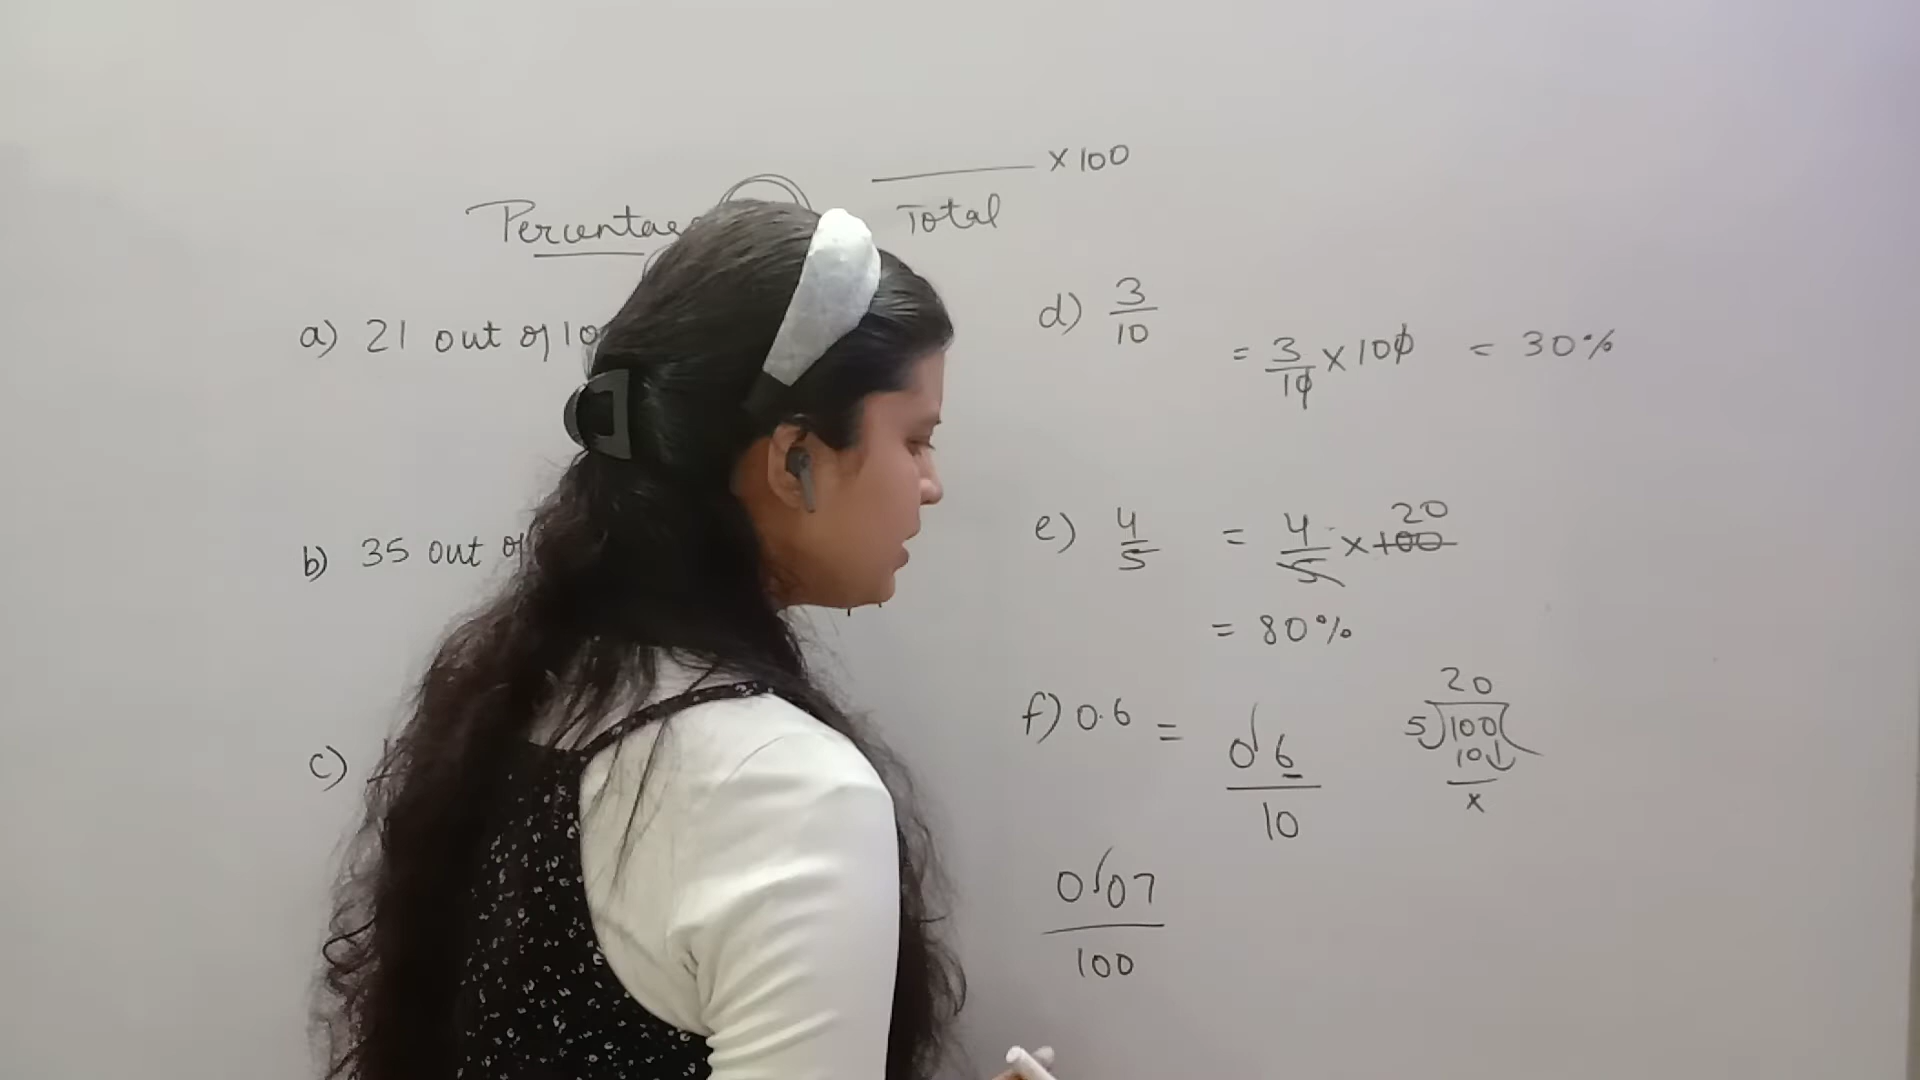 × 100
Total
a) 21 out of 10
b) 35 out of
c)
d) 3/10
= 3/10 × 100 = 30%
e) 4/5 = 4/5 × 100 20
= 80%
f) 0.6 = 0.6/10
20
5)100(
10
x
0.07/100